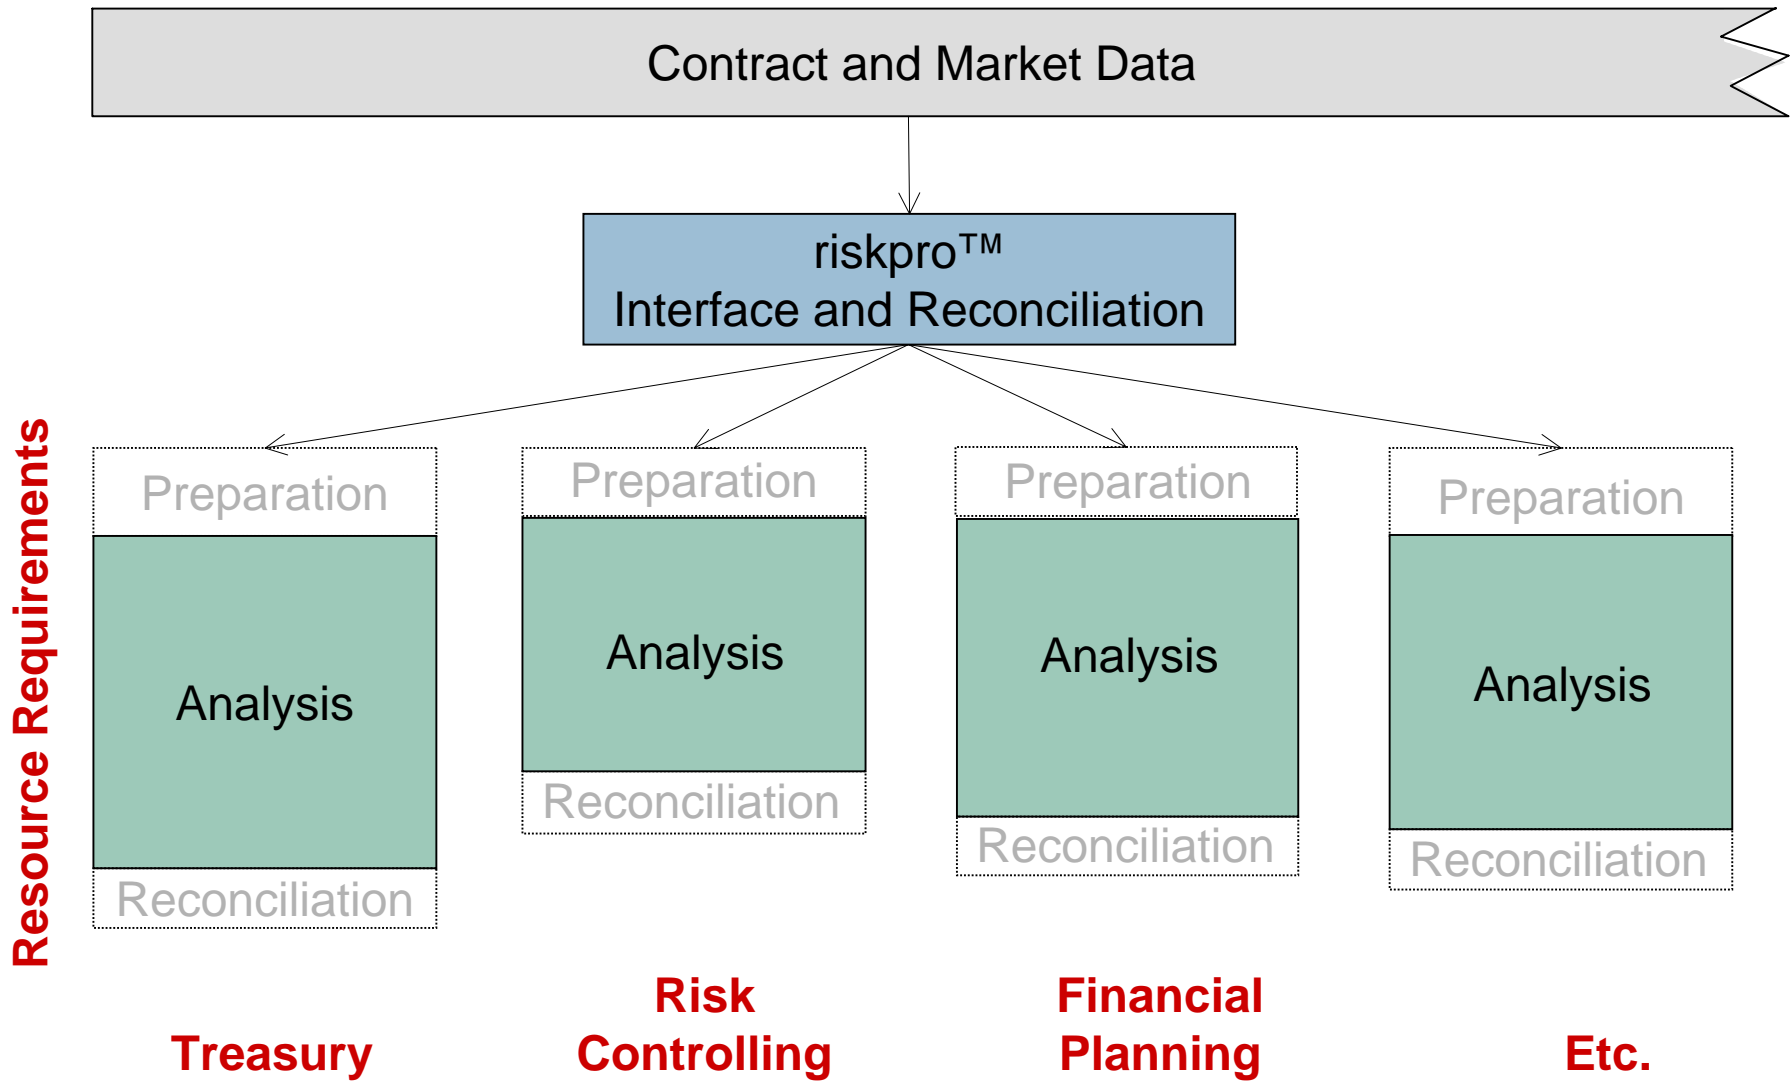 Contract and Market Data
riskpro™
Interface and Reconciliation
Resource Requirements
Preparation
Analysis
Reconciliation
Treasury
Preparation
Analysis
Reconciliation
Risk
Controlling
Preparation
Analysis
Reconciliation
Financial
Planning
Preparation
Analysis
Reconciliation
Etc.